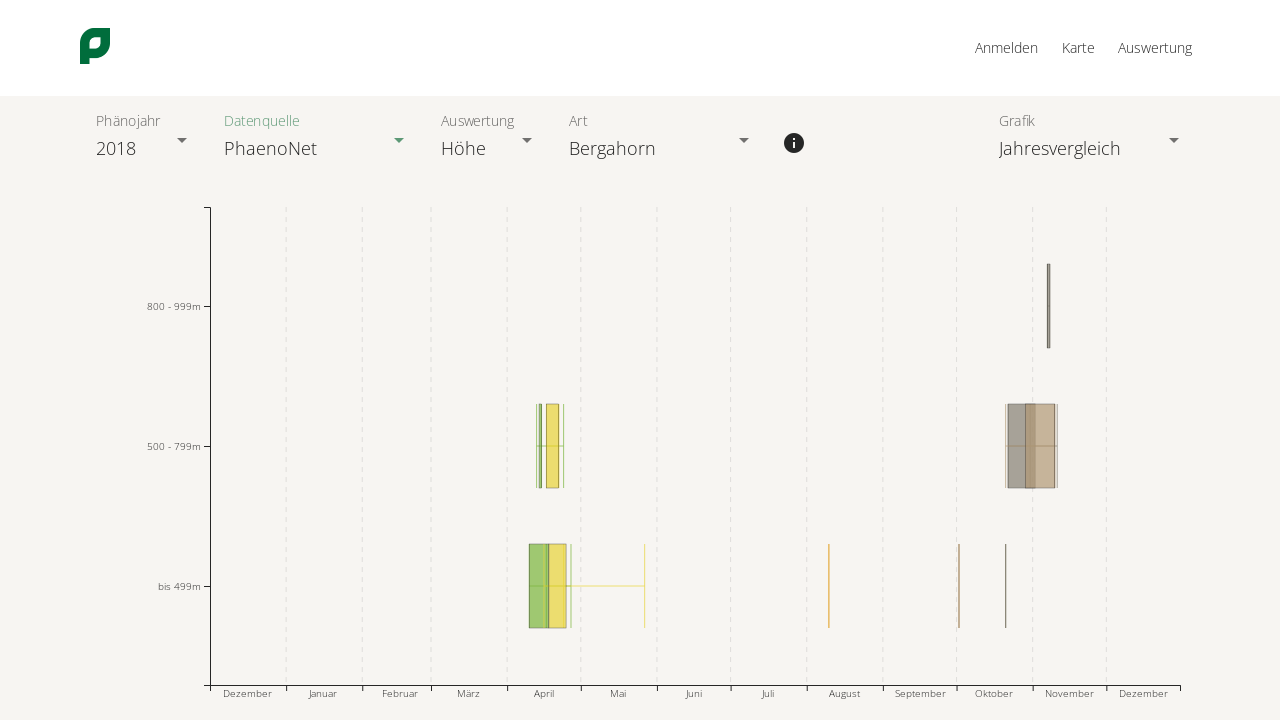 Anmelden Karte Auswertung
Phänojahr Datenquelle Auswertung Art Grafik
2018 PhaenoNet Höhe Bergahorn Jahresvergleich
800 - 999m
500 - 799m
bis 499m
Dezember Januar Februar März April Mai Juni Juli August September Oktober November Dezember